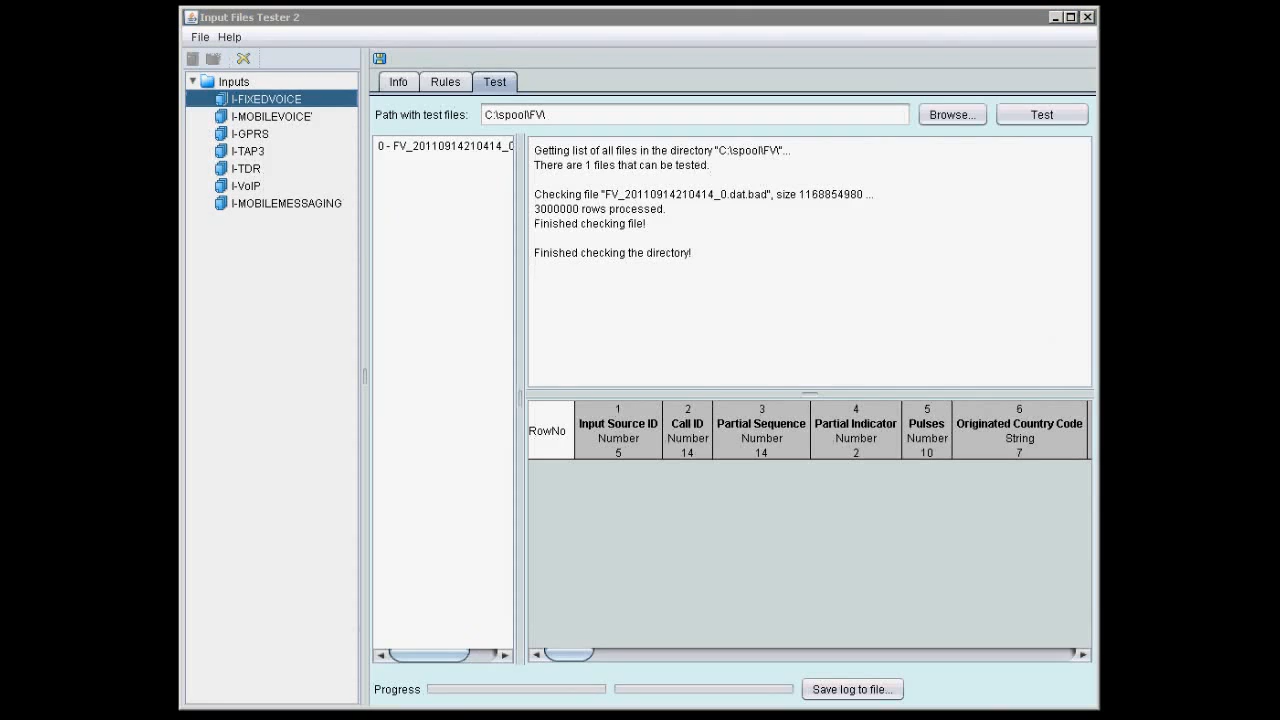 Input Files Tester 2
File Help
Inputs
I-FIXEDVOICE
I-MOBILEVOICE'
I-GPRS
I-TAP3
I-TDR
I-VoIP
I-MOBILEMESSAGING
Info Rules Test
Path with test files: C:\spool\FV\ Browse... Test
0 - FV_20110914210414_0
Getting list of all files in the directory "C:\spool\FV\"...
There are 1 files that can be tested.
Checking file "FV_20110914210414_0.dat.bad", size 1168854980 ...
3000000 rows processed.
Finished checking file!
Finished checking the directory!
RowNo
1 2 3 4 5 6
Input Source ID Call ID Partial Sequence Partial Indicator Pulses Originated Country Code
Number Number Number Number Number String
5 14 14 2 10 7
Progress Save log to file...